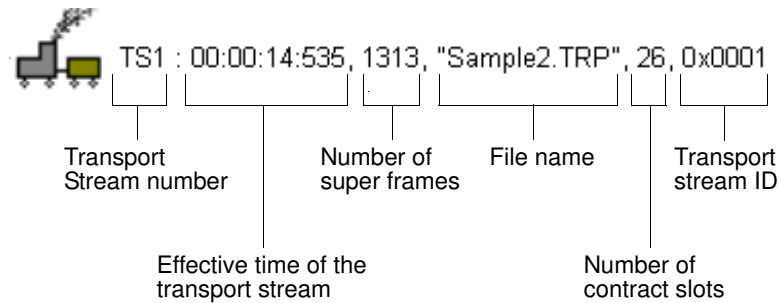 TS1 : 00:00:14:535, 1313, "Sample2.TRP", 26, 0x0001
Transport
Stream number
Number of
super frames
File name
Transport
stream ID
Effective time of the
transport stream
Number of
contract slots